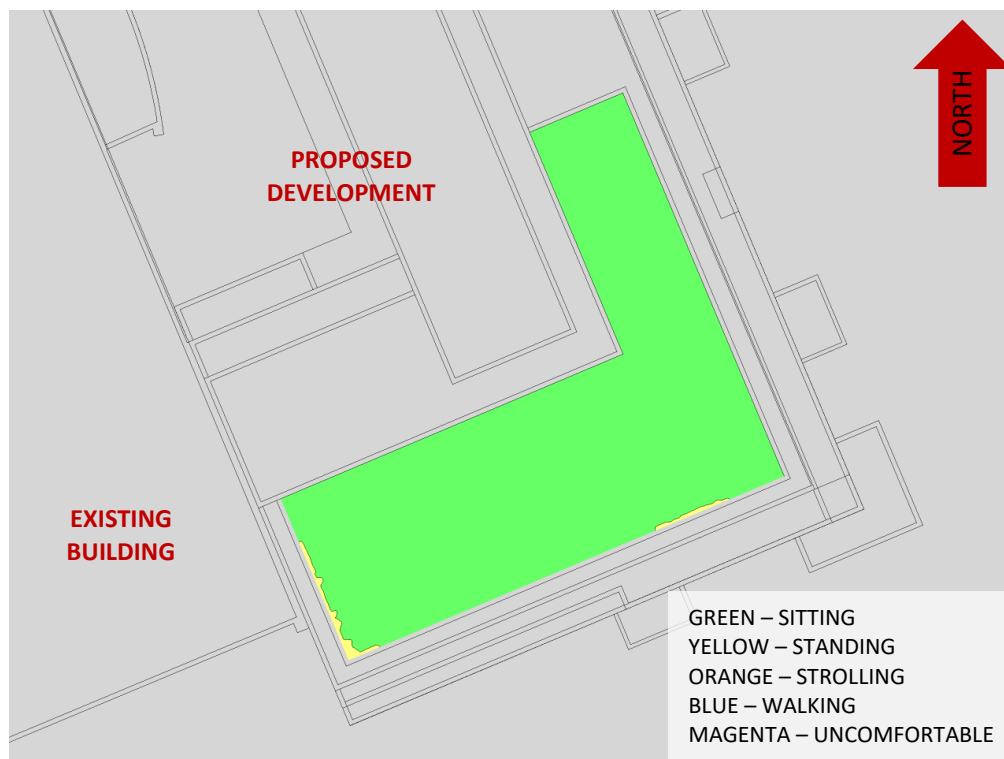 NORTH
PROPOSED
DEVELOPMENT
EXISTING
BUILDING
GREEN – SITTING
YELLOW – STANDING
ORANGE – STROLLING
BLUE – WALKING
MAGENTA – UNCOMFORTABLE